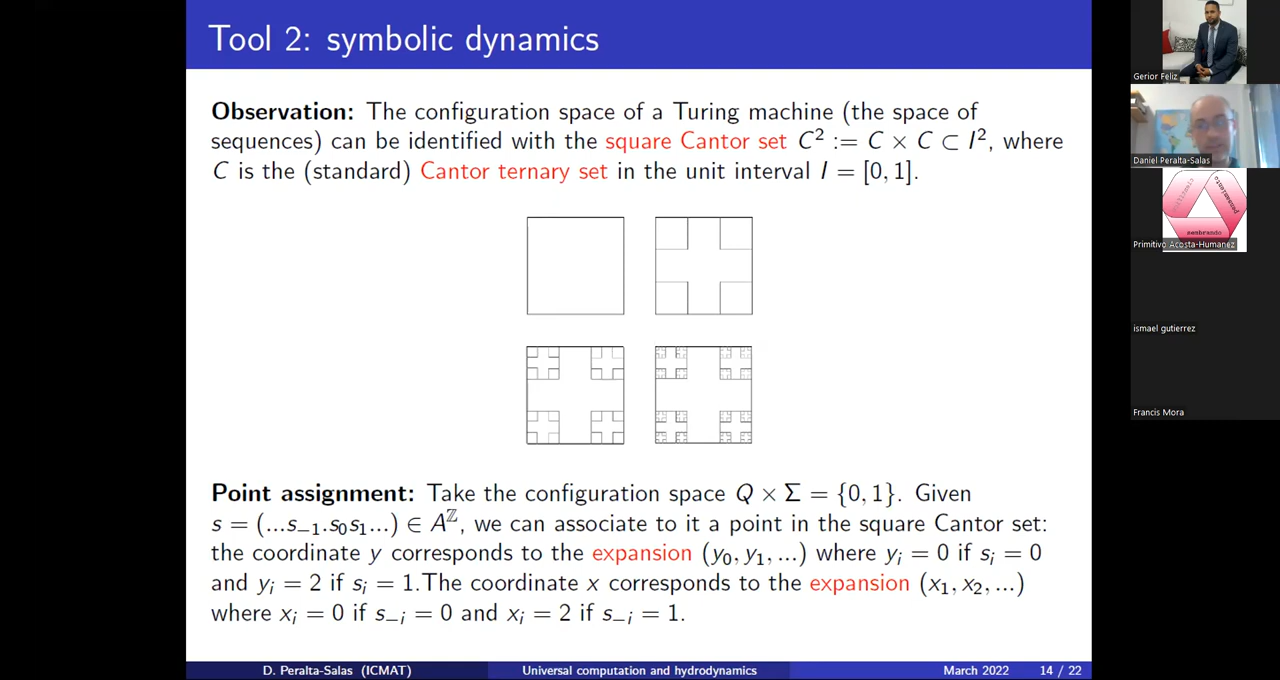 Tool 2: symbolic dynamics
Observation: The configuration space of a Turing machine (the space of
sequences) can be identified with the square Cantor set C² := C × C ⊂ I², where
C is the (standard) Cantor ternary set in the unit interval I = [0, 1].
Point assignment: Take the configuration space Q × Σ = {0, 1}. Given
s = (...s₋₁.s₀s₁...) ∈ A^ℤ, we can associate to it a point in the square Cantor set:
the coordinate y corresponds to the expansion (y₀, y₁, ...) where yᵢ = 0 if sᵢ = 0
and yᵢ = 2 if sᵢ = 1.The coordinate x corresponds to the expansion (x₁, x₂, ...)
where xᵢ = 0 if s₋ᵢ = 0 and xᵢ = 2 if s₋ᵢ = 1.
D. Peralta-Salas (ICMAT) Universal computation and hydrodynamics March 2022 14 / 22
Gerior Feliz
Daniel Peralta-Salas
pensamiento
sembrando
Primitivo Acosta-Humanez
ismael gutierrez
Francis Mora